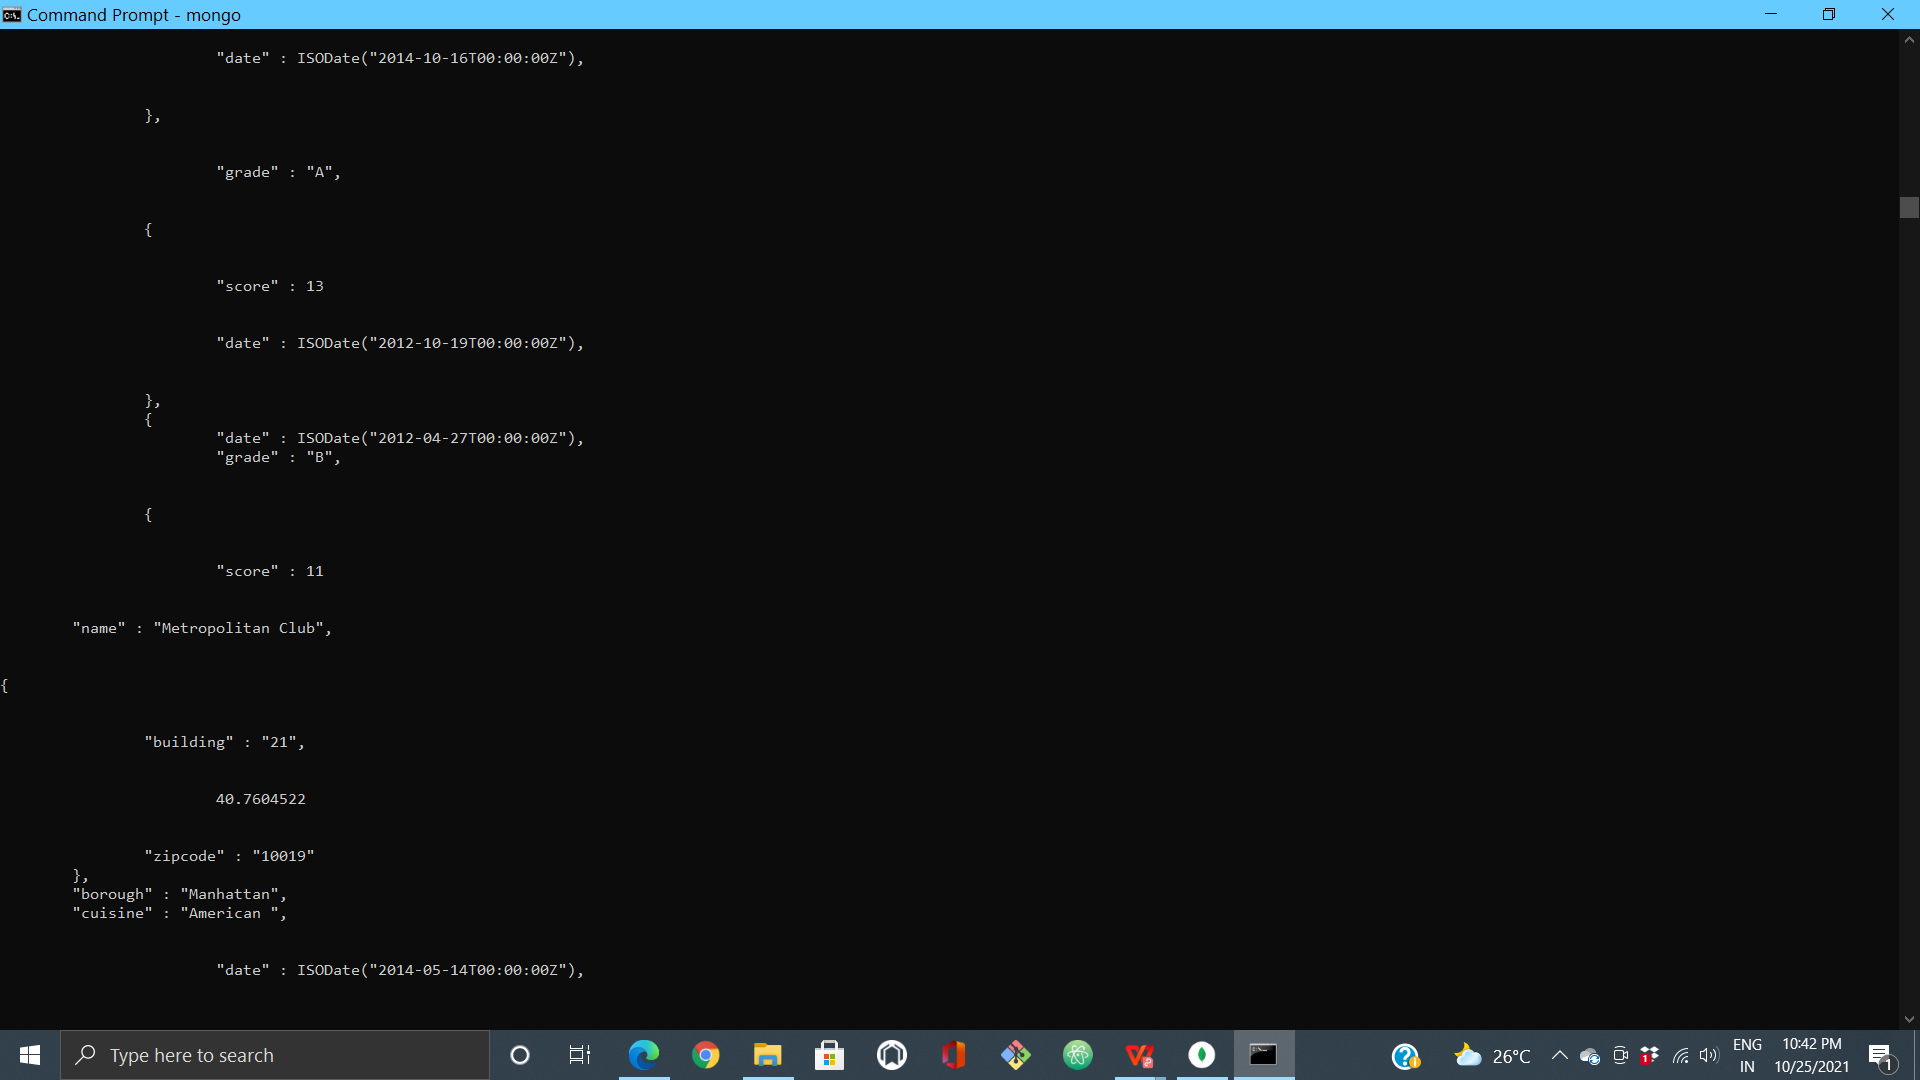 Command Prompt - mongo
"date" : ISODate("2014-10-16T00:00:00Z"),
},
"grade" : "A",
{
"score" : 13
"date" : ISODate("2012-10-19T00:00:00Z"),
},
{
"date" : ISODate("2012-04-27T00:00:00Z"),
"grade" : "B",
{
"score" : 11
"name" : "Metropolitan Club",
{
"building" : "21",
40.7604522
"zipcode" : "10019"
},
"borough" : "Manhattan",
"cuisine" : "American ",
"date" : ISODate("2014-05-14T00:00:00Z"),
Type here to search
26°C
1
ENG
IN
10:42 PM
10/25/2021
1